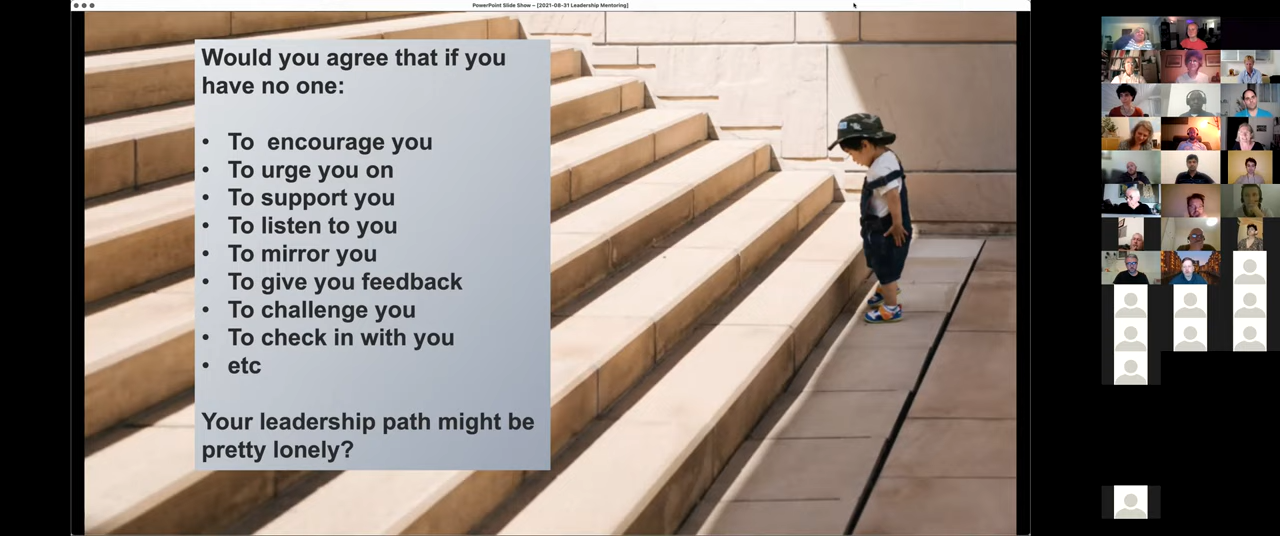 PowerPoint Slide Show – [2021-08-31 Leadership Mentoring]
Would you agree that if you
have no one:
• To  encourage you
• To urge you on
• To support you
• To listen to you
• To mirror you
• To give you feedback
• To challenge you
• To check in with you
• etc
Your leadership path might be
pretty lonely?